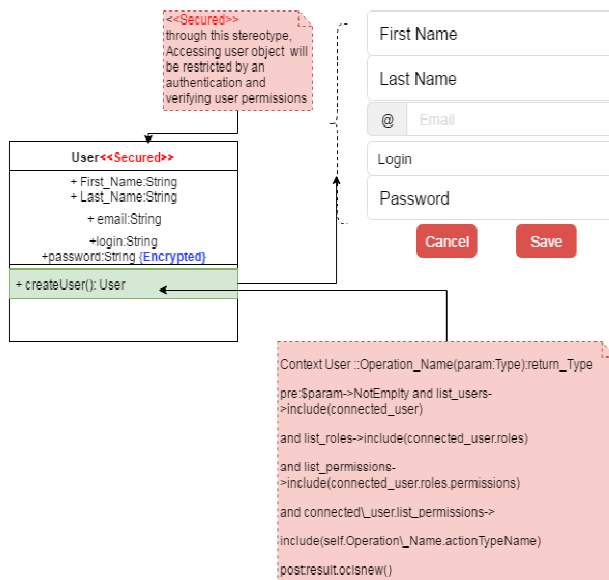 <<Secured>>
through this stereotype,
Accessing user object will
be restricted by an
authentication and
verifying user permissions
First Name
Last Name
@ Email
Login
Password
Cancel Save
User<<Secured>>
+ First_Name:String
+ Last_Name:String
+ email:String
+login:String
+password:String {Encrypted}
+ createUser(): User
Context User ::Operation_Name(param:Type):return_Type
pre:$param->NotEmplty and list_users-
>include(connected_user)
and list_roles->include(connected_user.roles)
and list_permissions-
>include(connected_user.roles.permissions)
and connected\_user.list_permissions->
include(self.Operation\_Name.actionTypeName)
post:result.oclsnew()